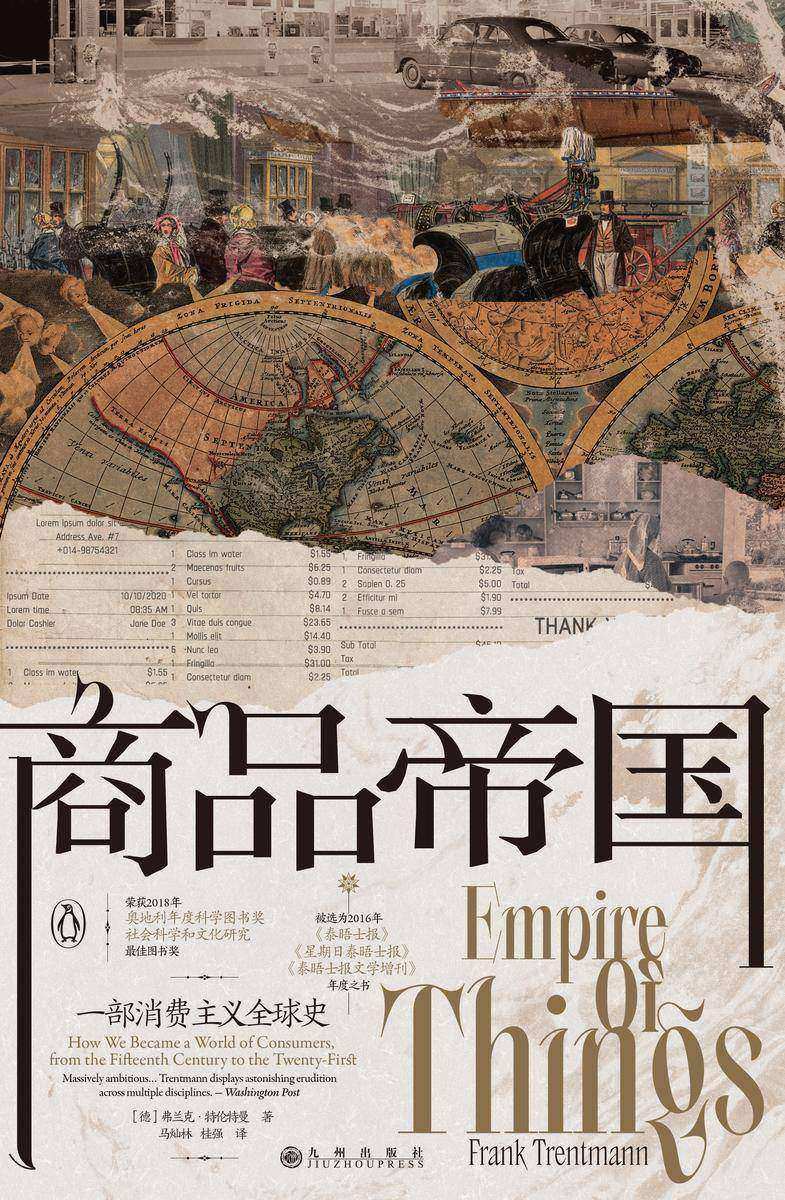 ZONA FRIGIDA SEPTENTRIONALIS
AMERICA
SEPTEN
UM BOR
Lorem Ipsum dolor sit
Address Ave. #7
+014-98754321
Ipsum Date 10/10/2020
Lorem time 08:35 AM
Dolor Cashier Jane Doe
1 Class im water $1.55
1 Class im water $1.55
2 Maecenas fruits $6.25
1 Cursus $0.89
1 Vel tortor $4.70
1 Quis $8.14
3 Vitae duis congue $23.65
1 Mollis elit $14.40
6 Nunc leo $3.90
1 Fringilla $31.00
1 Consectetur diam $2.25
1 Fringilla
1 Consectetur diam $2.25
2 Sapien 0. 25 $5.00
2 Efficitur mi $1.90
1 Fusce a sem $7.99
Sub Total
Tax
Total
Tax
Total
THANK
商品帝国
荣获2018年
奥地利年度科学图书奖
社会科学和文化研究
最佳图书奖
被选为2016年
《泰晤士报》
《星期日泰晤士报》
《泰晤士报文学增刊》
年度之书
Empire
of
Things
一部消费主义全球史
How We Became a World of Consumers,
from the Fifteenth Century to the Twenty-First
Massively ambitious… Trentmann displays astonishing erudition
across multiple disciplines. — Washington Post
［德］弗兰克·特伦特曼 著
马灿林 桂强 译
九州出版社
JIUZHOUPRESS
Frank Trentmann